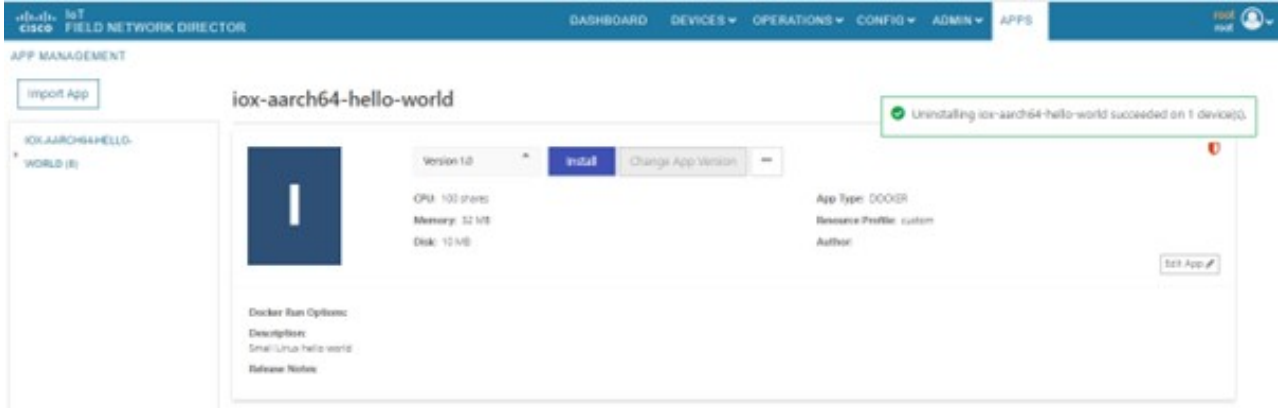 cisco IoT
FIELD NETWORK DIRECTOR
DASHBOARD DEVICES OPERATIONS CONFIG ADMIN APPS
root
root
APP MANAGEMENT
Import App
iox-aarch64-hello-world
Uninstalling iox-aarch64-hello-world succeeded on 1 device(s).
IOX-AARCH64-HELLO-
WORLD (8)
I
Version 1.0 Install Change App Version
CPU: 100 shares
Memory: 32 MB
Disk: 10 MB
App Type: DOCKER
Resource Profile: custom
Author:
Edit App
Docker Run Options:
Description:
Small Linux hello world
Release Notes